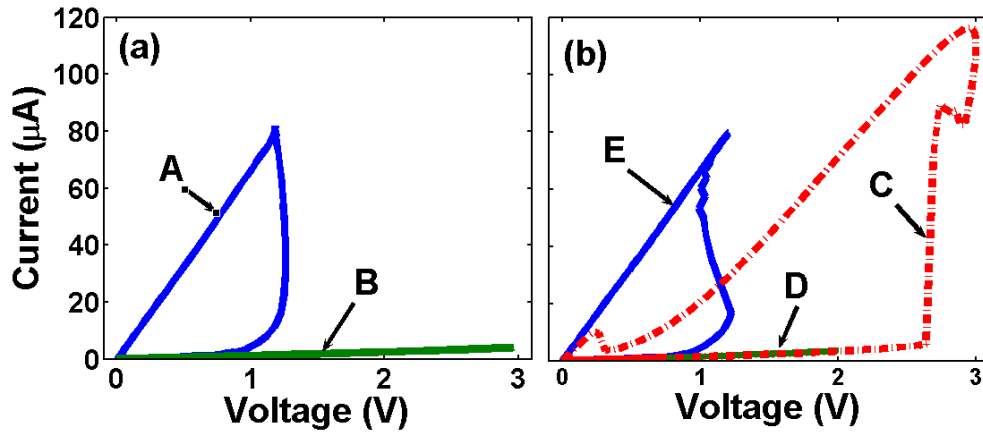 120
100
80
60
40
20
0
Current (μA)
(a)
A
B
0 1 2 3
Voltage (V)
(b)
E
C
D
0 1 2 3
Voltage (V)